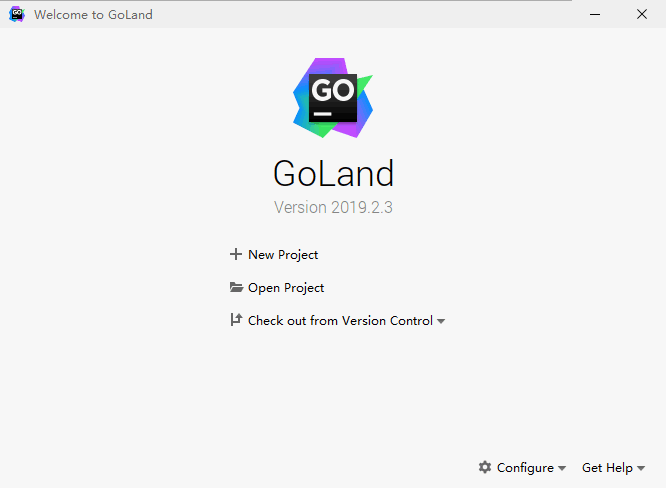 Welcome to GoLand
GO
GoLand
Version 2019.2.3
New Project
Open Project
Check out from Version Control
Configure
Get Help